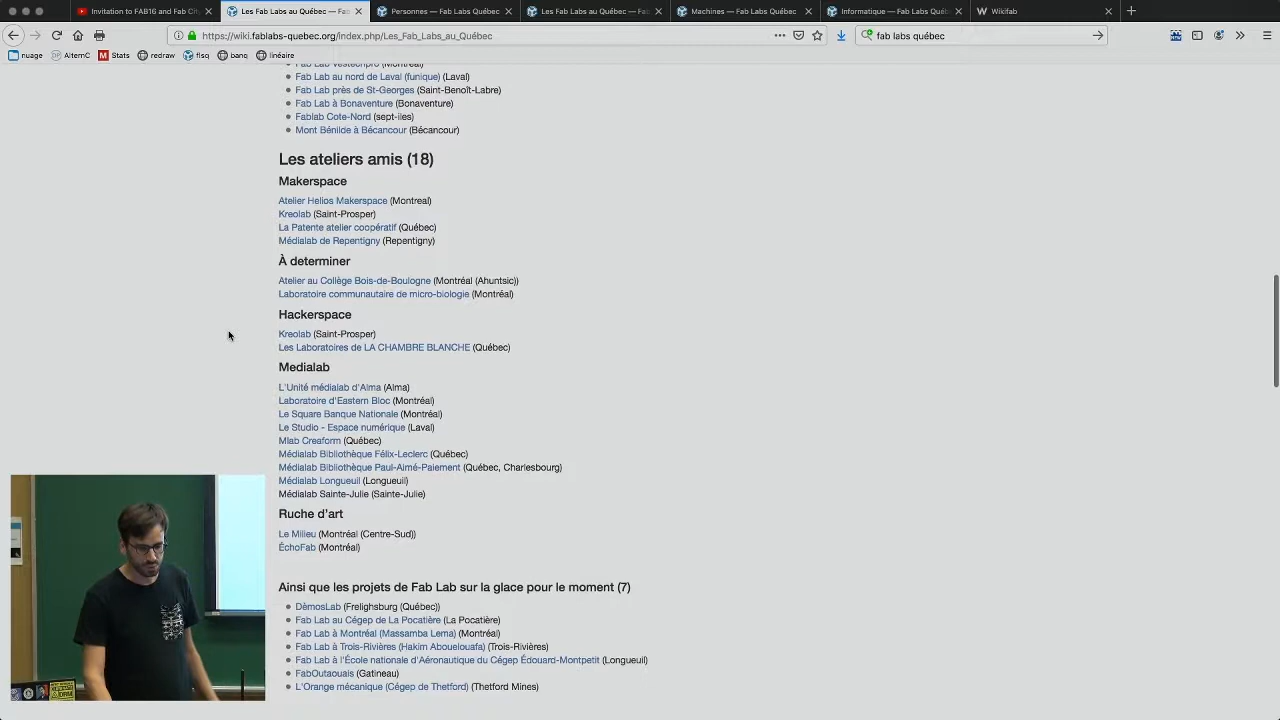 Invitation to FAB16 and Fab Cit
Les Fab Labs au Québec — Fa
Personnes — Fab Labs Québec
Les Fab Labs au Québec — Fa
Machines — Fab Labs Québec
Informatique — Fab Labs Québ
Wikifab
https://wiki.fablabs-quebec.org/index.php/Les_Fab_Labs_au_Québec
fab labs québec
nuage
AlternC
Stats
redraw
flsq
banq
linéaire
Fab Lab Vestechpro (Montréal)
Fab Lab au nord de Laval (funique) (Laval)
Fab Lab près de St-Georges (Saint-Benoît-Labre)
Fab Lab à Bonaventure (Bonaventure)
Fablab Cote-Nord (sept-iles)
Mont Bénilde à Bécancour (Bécancour)
Les ateliers amis (18)
Makerspace
Atelier Helios Makerspace (Montreal)
Kreolab (Saint-Prosper)
La Patente atelier coopératif (Québec)
Médialab de Repentigny (Repentigny)
À determiner
Atelier au Collège Bois-de-Boulogne (Montréal (Ahuntsic))
Laboratoire communautaire de micro-biologie (Montréal)
Hackerspace
Kreolab (Saint-Prosper)
Les Laboratoires de LA CHAMBRE BLANCHE (Québec)
Medialab
L'Unité médialab d'Alma (Alma)
Laboratoire d'Eastern Bloc (Montréal)
Le Square Banque Nationale (Montréal)
Le Studio - Espace numérique (Laval)
Mlab Creaform (Québec)
Médialab Bibliothèque Félix-Leclerc (Québec)
Médialab Bibliothèque Paul-Aimé-Paiement (Québec, Charlesbourg)
Médialab Longueuil (Longueuil)
Médialab Sainte-Julie (Sainte-Julie)
Ruche d'art
Le Milieu (Montréal (Centre-Sud))
ÉchoFab (Montréal)
Ainsi que les projets de Fab Lab sur la glace pour le moment (7)
DèmosLab (Frelighsburg (Québec))
Fab Lab au Cégep de La Pocatière (La Pocatière)
Fab Lab à Montréal (Massamba Lema) (Montréal)
Fab Lab à Trois-Rivières (Hakim Abouelouafa) (Trois-Rivières)
Fab Lab à l'École nationale d'Aéronautique du Cégep Édouard-Montpetit (Longueuil)
FabOutaouais (Gatineau)
L'Orange mécanique (Cégep de Thetford) (Thetford Mines)